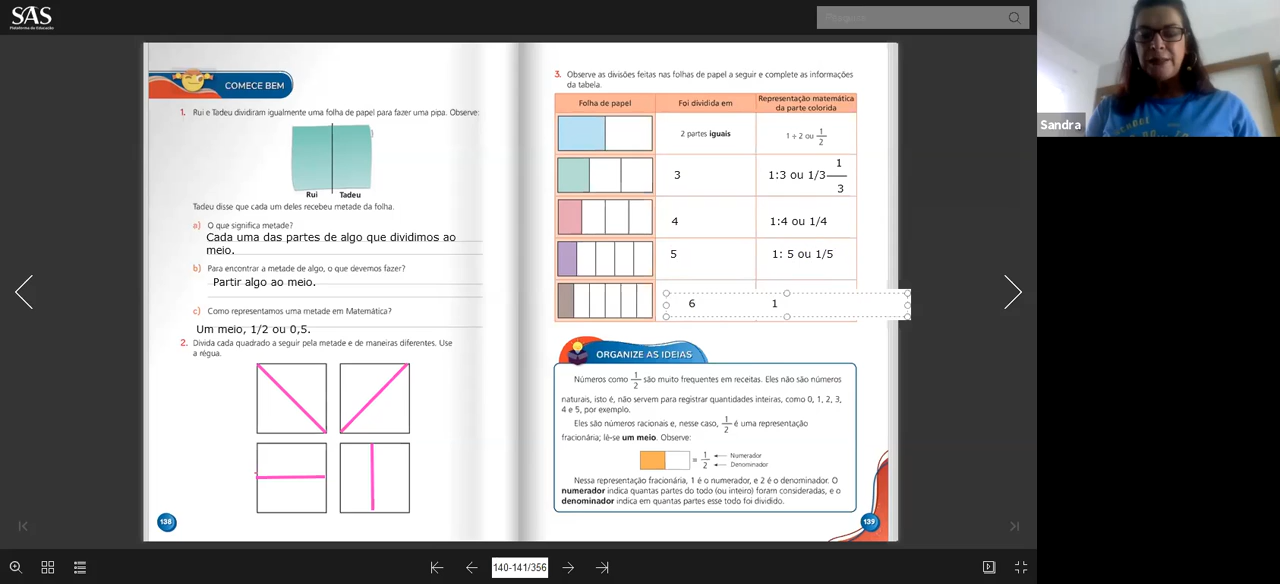 SAS
Plataforma de Educação
COMECE BEM
1. Rui e Tadeu dividiram igualmente uma folha de papel para fazer uma pipa. Observe:
Rui Tadeu
Tadeu disse que cada um deles recebeu metade da folha.
a) O que significa metade?
Cada uma das partes de algo que dividimos ao
meio.
b) Para encontrar a metade de algo, o que devemos fazer?
Partir algo ao meio.
c) Como representamos uma metade em Matemática?
Um meio, 1/2 ou 0,5.
2. Divida cada quadrado a seguir pela metade e de maneiras diferentes. Use
a régua.
138
3. Observe as divisões feitas nas folhas de papel a seguir e complete as informações
da tabela.
Folha de papel Foi dividida em Representação matemática
da parte colorida
2 partes iguais 1 ÷ 2 ou 1/2
3 1:3 ou 1/3 1/3
4 1:4 ou 1/4
5 1: 5 ou 1/5
6 1
ORGANIZE AS IDEIAS
Números como 1/2 são muito frequentes em receitas. Eles não são números
naturais, isto é, não servem para registrar quantidades inteiras, como 0, 1, 2, 3,
4 e 5, por exemplo.
Eles são números racionais e, nesse caso, 1/2 é uma representação
fracionária; lê-se um meio. Observe:
= 1/2 Numerador
Denominador
Nessa representação fracionária, 1 é o numerador, e 2 é o denominador. O
numerador indica quantas partes do todo (ou inteiro) foram consideradas, e o
denominador indica em quantas partes esse todo foi dividido.
139
140-141/356
Sandra